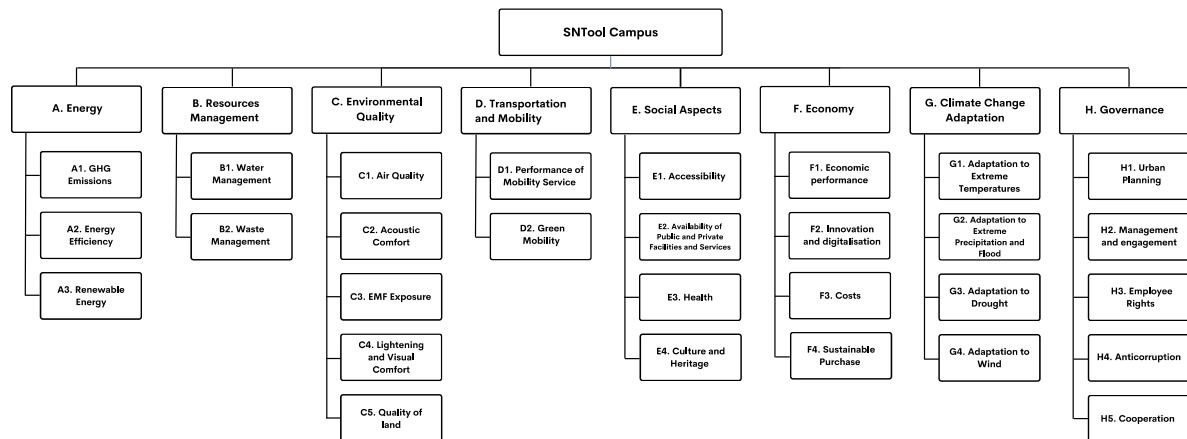 SNTool Campus
A. Energy
A1. GHG
Emissions
A2. Energy
Efficiency
A3. Renewable
Energy
B. Resources
Management
B1. Water
Management
B2. Waste
Management
C. Environmental
Quality
C1. Air Quality
C2. Acoustic
Comfort
C3. EMF Exposure
C4. Lightening
and Visual
Comfort
C5. Quality of
land
D. Transportation
and Mobility
D1. Performance of
Mobility Service
D2. Green
Mobility
E. Social Aspects
E1. Accessibility
E2. Availability of
Public and Private
Facilities and Services
E3. Health
E4. Culture and
Heritage
F. Economy
F1. Economic
performance
F2. Innovation
and digitalisation
F3. Costs
F4. Sustainable
Purchase
G. Climate Change
Adaptation
G1. Adaptation to
Extreme
Temperatures
G2. Adaptation to
Extreme
Precipitation and
Flood
G3. Adaptation to
Drought
G4. Adaptation to
Wind
H. Governance
H1. Urban
Planning
H2. Management
and engagement
H3. Employee
Rights
H4. Anticorruption
H5. Cooperation